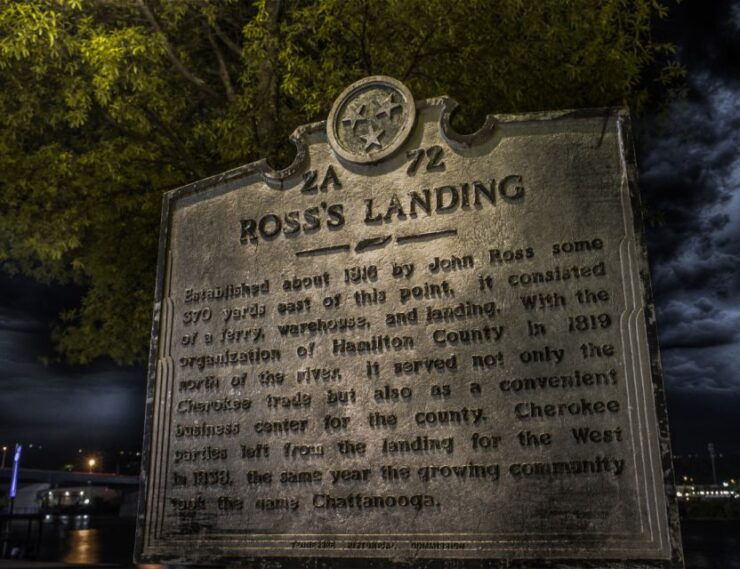 2A 72
ROSS'S LANDING
Established about 1816 by John Ross some
370 yards east of this point, it consisted
of a ferry, warehouse, and landing. With the
organization of Hamilton County in 1819
north of the river, it served not only the
Cherokee trade but also as a convenient
business center for the county. Cherokee
parties left from the landing for the West
in 1838, the same year the growing community
took the name Chattanooga.
TENNESSEE HISTORICAL COMMISSION